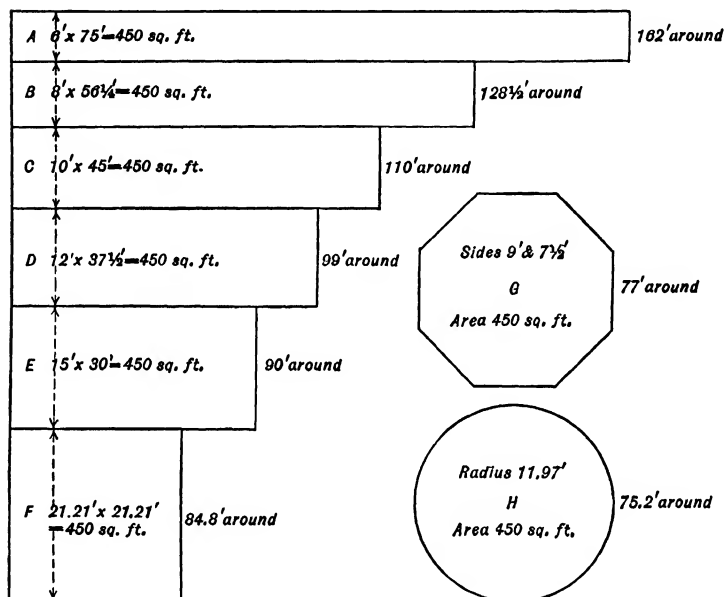 A 6'x 75'=450 sq. ft.
162'around
B 8'x 56¼'=450 sq. ft.
128½'around
C 10'x 45'=450 sq. ft.
110'around
D 12'x 37½'=450 sq. ft.
99'around
Sides 9'& 7½'
G
Area 450 sq. ft.
77'around
E 15'x 30'=450 sq. ft.
90'around
F 21.21'x 21.21'
=450 sq. ft.
84.8'around
Radius 11.97'
H
Area 450 sq. ft.
75.2'around